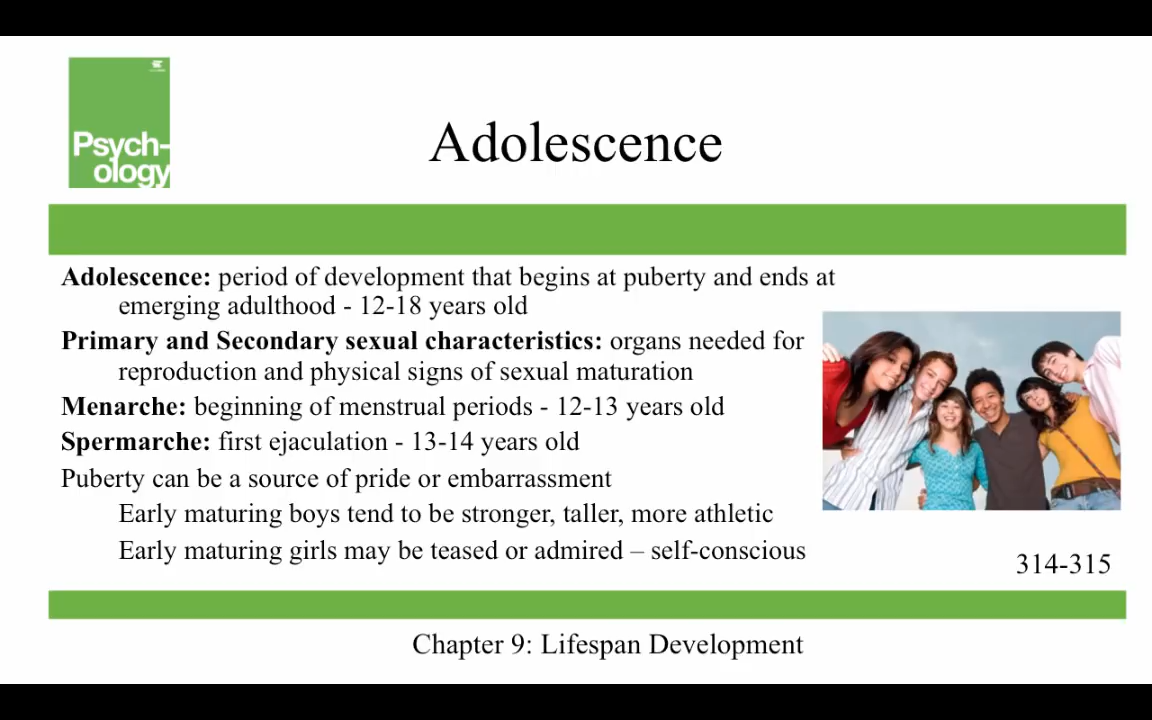 Psych-
ology
Adolescence
Adolescence: period of development that begins at puberty and ends at
emerging adulthood - 12-18 years old
Primary and Secondary sexual characteristics: organs needed for
reproduction and physical signs of sexual maturation
Menarche: beginning of menstrual periods - 12-13 years old
Spermarche: first ejaculation - 13-14 years old
Puberty can be a source of pride or embarrassment
Early maturing boys tend to be stronger, taller, more athletic
Early maturing girls may be teased or admired – self-conscious
314-315
Chapter 9: Lifespan Development